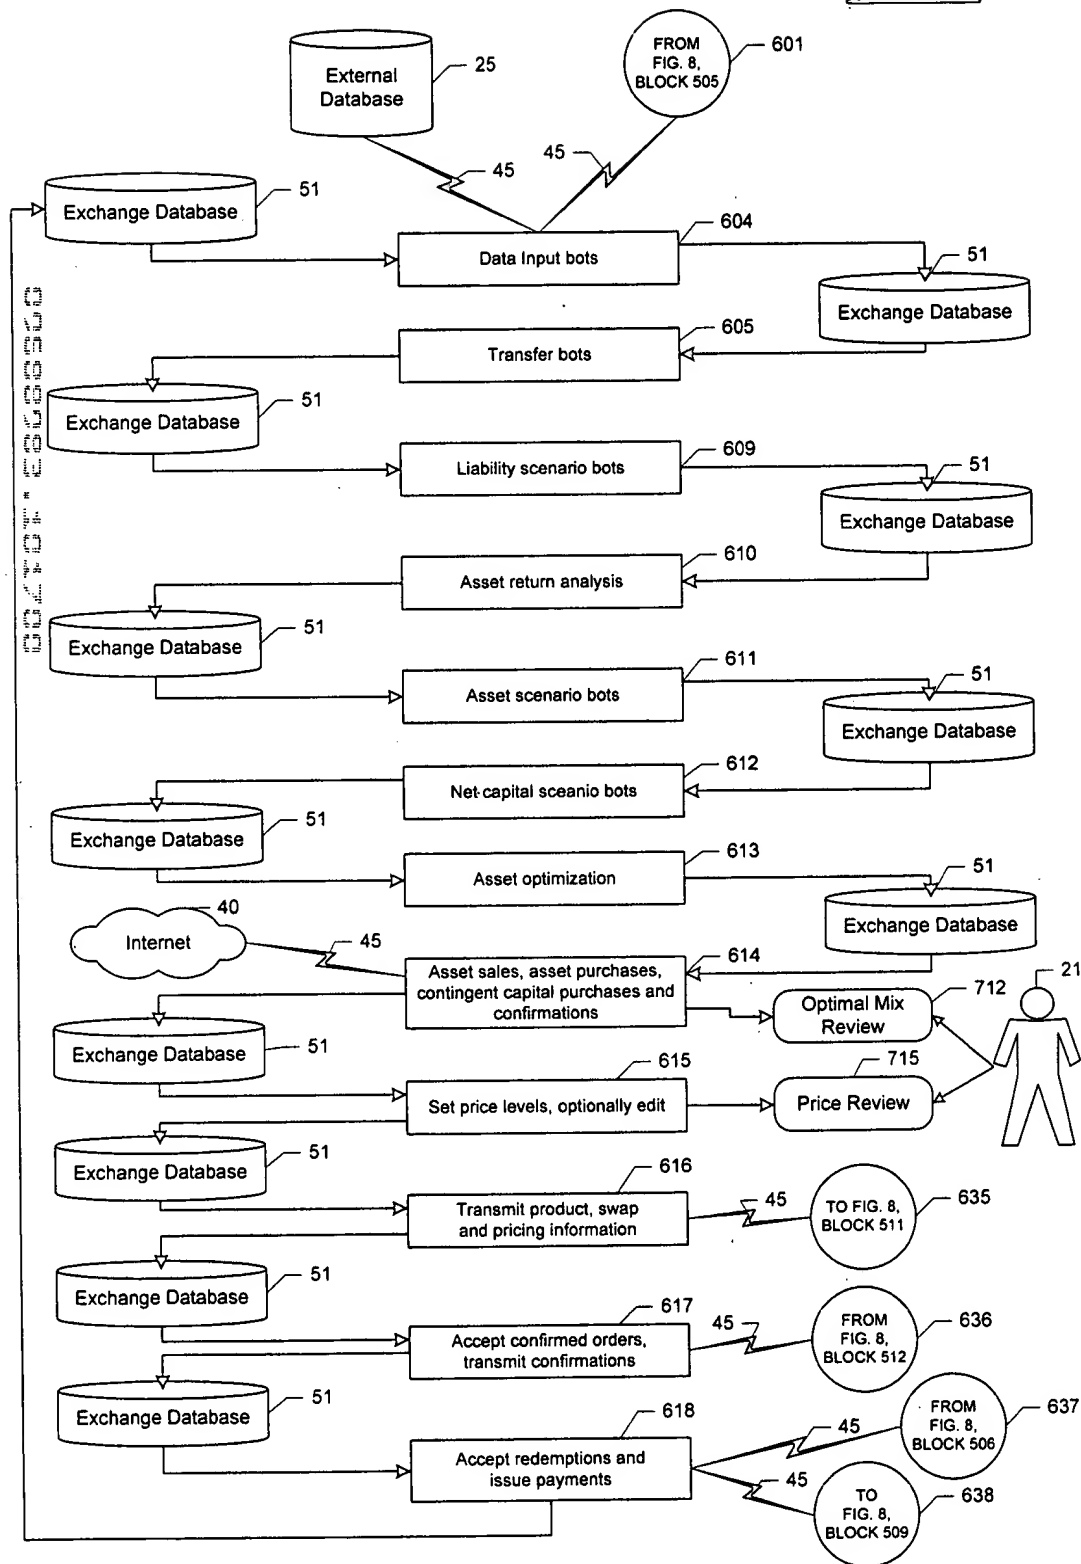 FROM
FIG. 8,
BLOCK 505
601
External
Database
25
45
45
Exchange Database
51
604
Data Input bots
51
Exchange Database
605
Transfer bots
51
Exchange Database
609
Liability scenario bots
51
Exchange Database
610
Asset return analysis
51
Exchange Database
611
Asset scenario bots
51
Exchange Database
612
Net-capital sceanio bots
51
Exchange Database
613
Asset optimization
51
Exchange Database
40
Internet
45
614
Asset sales, asset purchases,
contingent capital purchases and
confirmations
712
Optimal Mix
Review
21
51
Exchange Database
615
Set price levels, optionally edit
715
Price Review
51
Exchange Database
616
Transmit product, swap
and pricing information
45
TO FIG. 8,
BLOCK 511
635
51
Exchange Database
617
Accept confirmed orders,
transmit confirmations
45
FROM
FIG. 8,
BLOCK 512
636
51
Exchange Database
618
Accept redemptions and
issue payments
45
FROM
FIG. 8,
BLOCK 506
637
45
TO
FIG. 8,
BLOCK 509
638